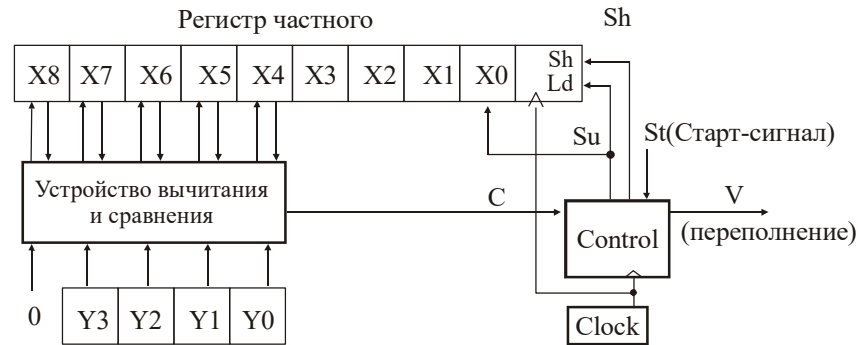 Регистр частного Sh
X8 X7 X6 X5 X4 X3 X2 X1 X0 Sh
Ld
Su St(Старт-сигнал)
Устройство вычитания
и сравнения
C V
Control (переполнение)
0 Y3 Y2 Y1 Y0 Clock